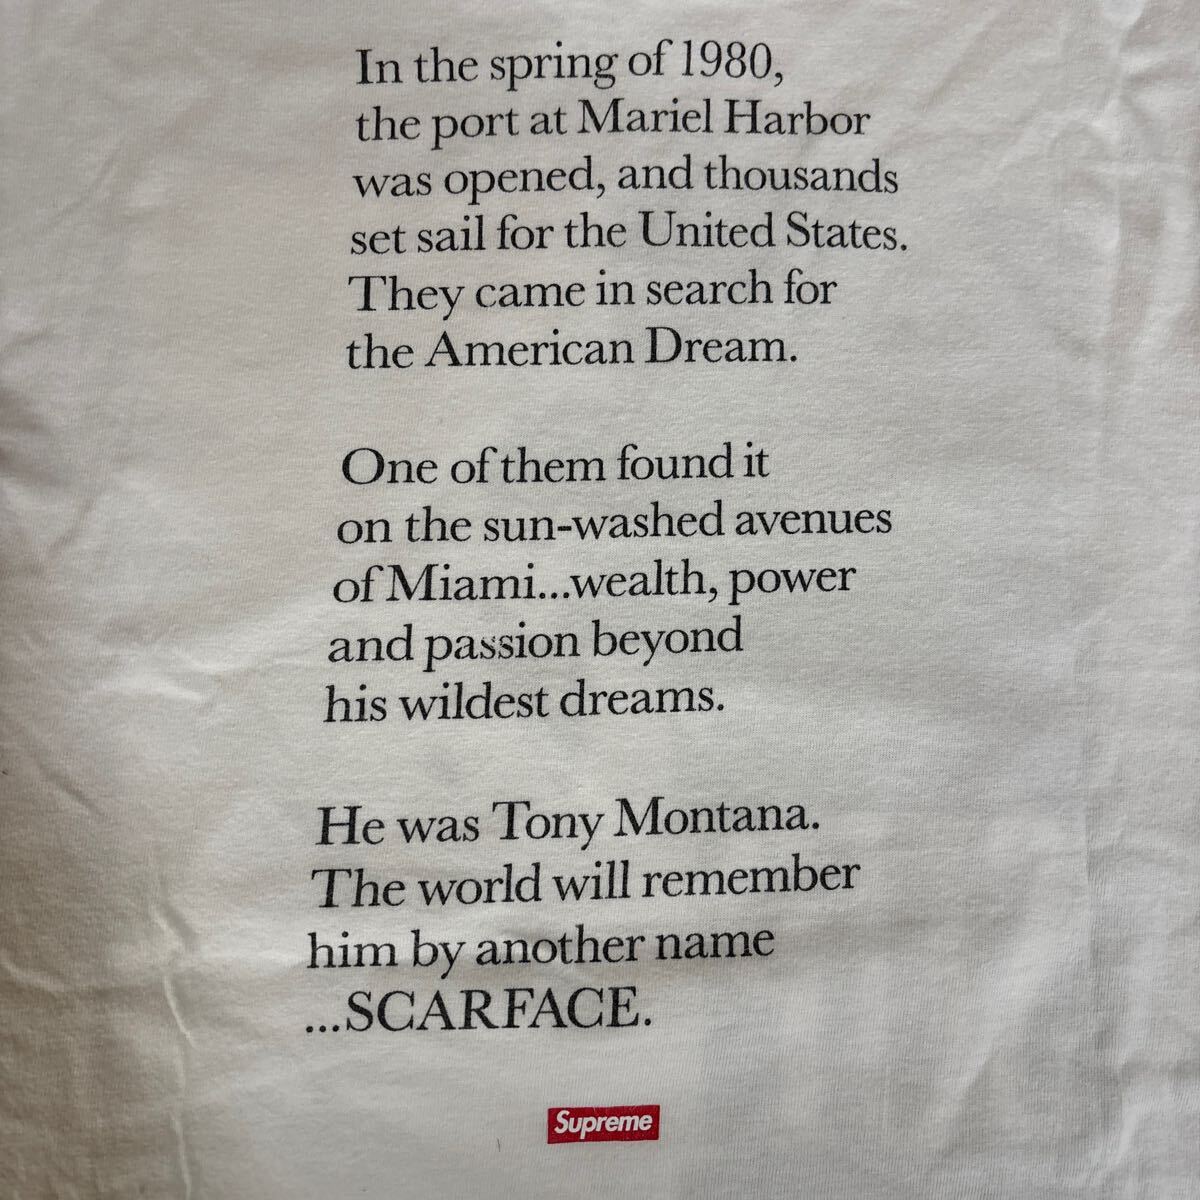 In the spring of 1980,
the port at Mariel Harbor
was opened, and thousands
set sail for the United States.
They came in search for
the American Dream.
One of them found it
on the sun-washed avenues
of Miami...wealth, power
and passion beyond
his wildest dreams.
He was Tony Montana.
The world will remember
him by another name
...SCARFACE.
Supreme